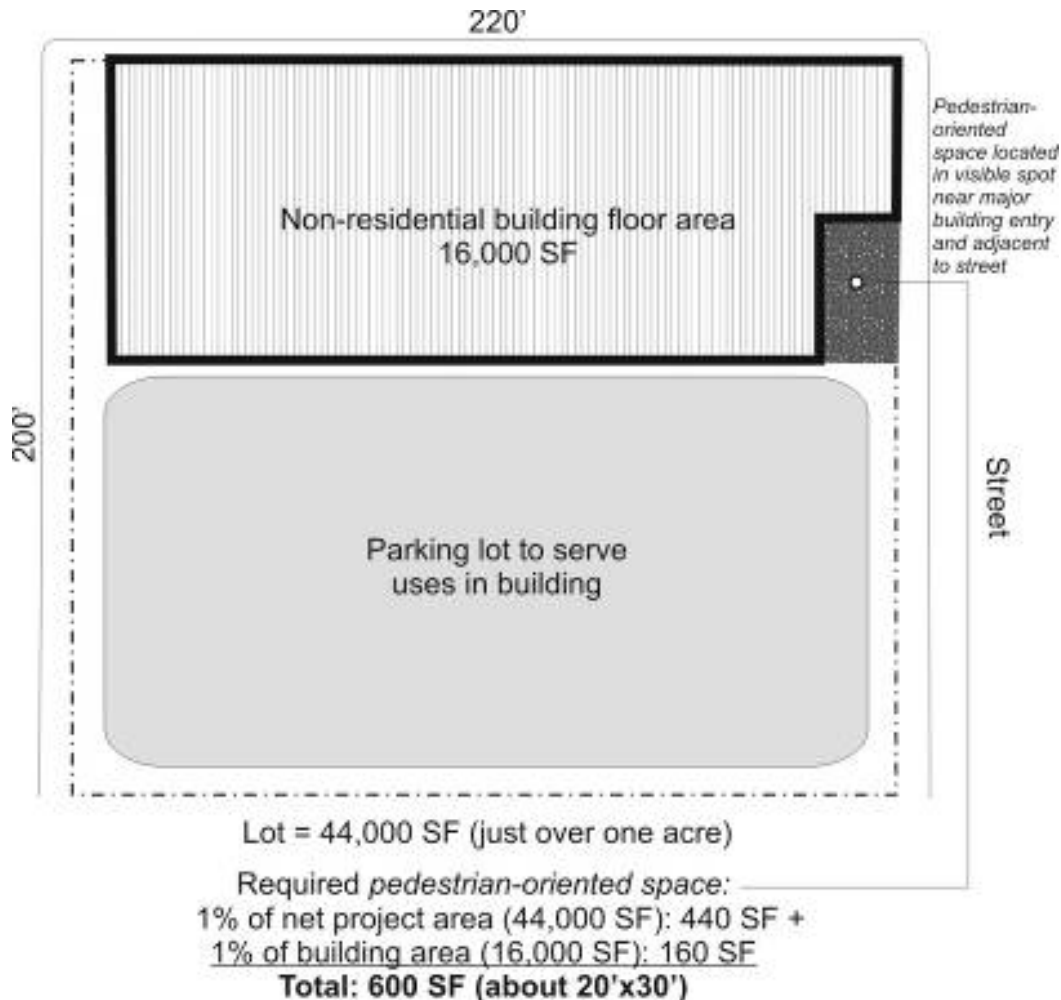 220’
Pedestrian-
oriented
space located
in visible spot
near major
building entry
and adjacent
to street
Non-residential building floor area
16,000 SF
200’
Street
Parking lot to serve
uses in building
Lot = 44,000 SF (just over one acre)
Required pedestrian-oriented space:
1% of net project area (44,000 SF): 440 SF +
1% of building area (16,000 SF): 160 SF
Total: 600 SF (about 20’x30’)